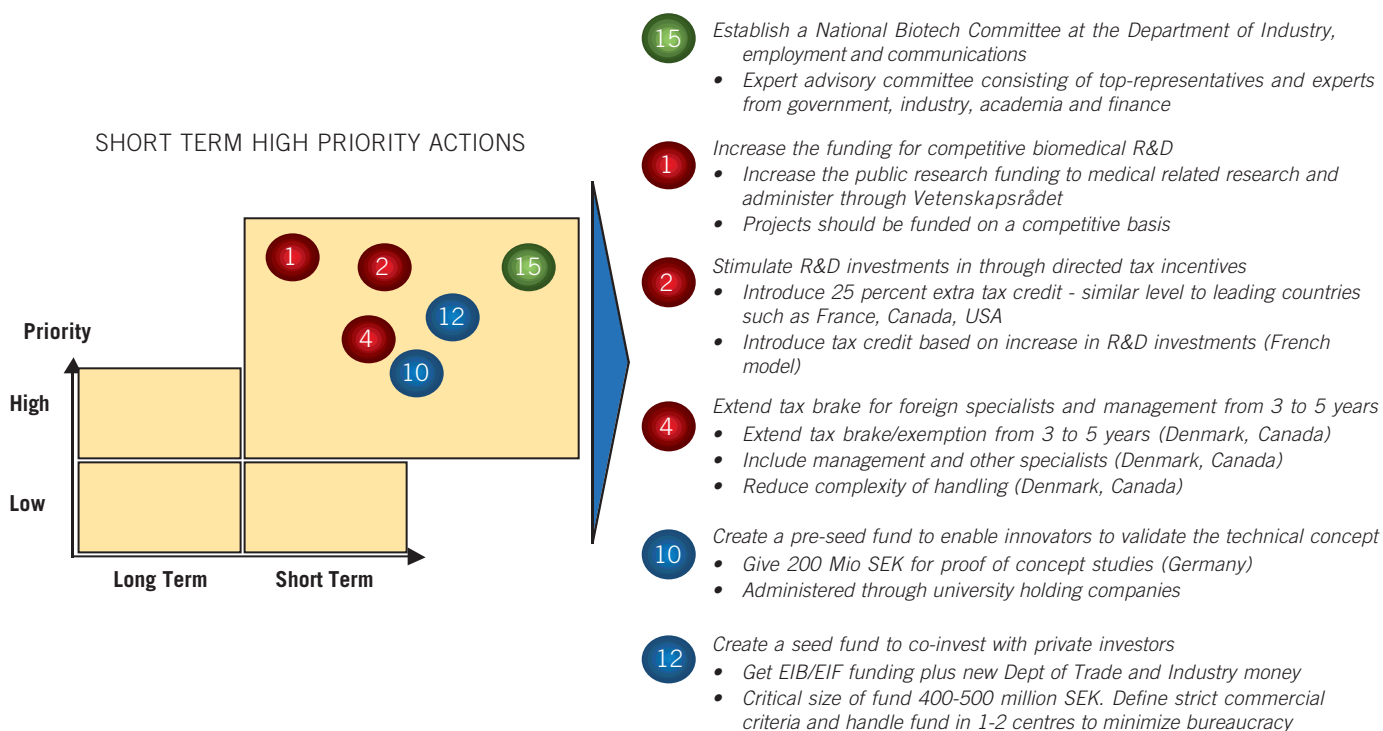 SHORT TERM HIGH PRIORITY ACTIONS
1
2
15
12
4
10
Priority
High
Low
Long Term
Short Term
15
Establish a National Biotech Committee at the Department of Industry,
employment and communications
• Expert advisory committee consisting of top-representatives and experts
from government, industry, academia and finance
1
Increase the funding for competitive biomedical R&D
• Increase the public research funding to medical related research and
administer through Vetenskapsrådet
• Projects should be funded on a competitive basis
2
Stimulate R&D investments in through directed tax incentives
• Introduce 25 percent extra tax credit - similar level to leading countries
such as France, Canada, USA
• Introduce tax credit based on increase in R&D investments (French
model)
4
Extend tax brake for foreign specialists and management from 3 to 5 years
• Extend tax brake/exemption from 3 to 5 years (Denmark, Canada)
• Include management and other specialists (Denmark, Canada)
• Reduce complexity of handling (Denmark, Canada)
10
Create a pre-seed fund to enable innovators to validate the technical concept
• Give 200 Mio SEK for proof of concept studies (Germany)
• Administered through university holding companies
12
Create a seed fund to co-invest with private investors
• Get EIB/EIF funding plus new Dept of Trade and Industry money
• Critical size of fund 400-500 million SEK. Define strict commercial
criteria and handle fund in 1-2 centres to minimize bureaucracy